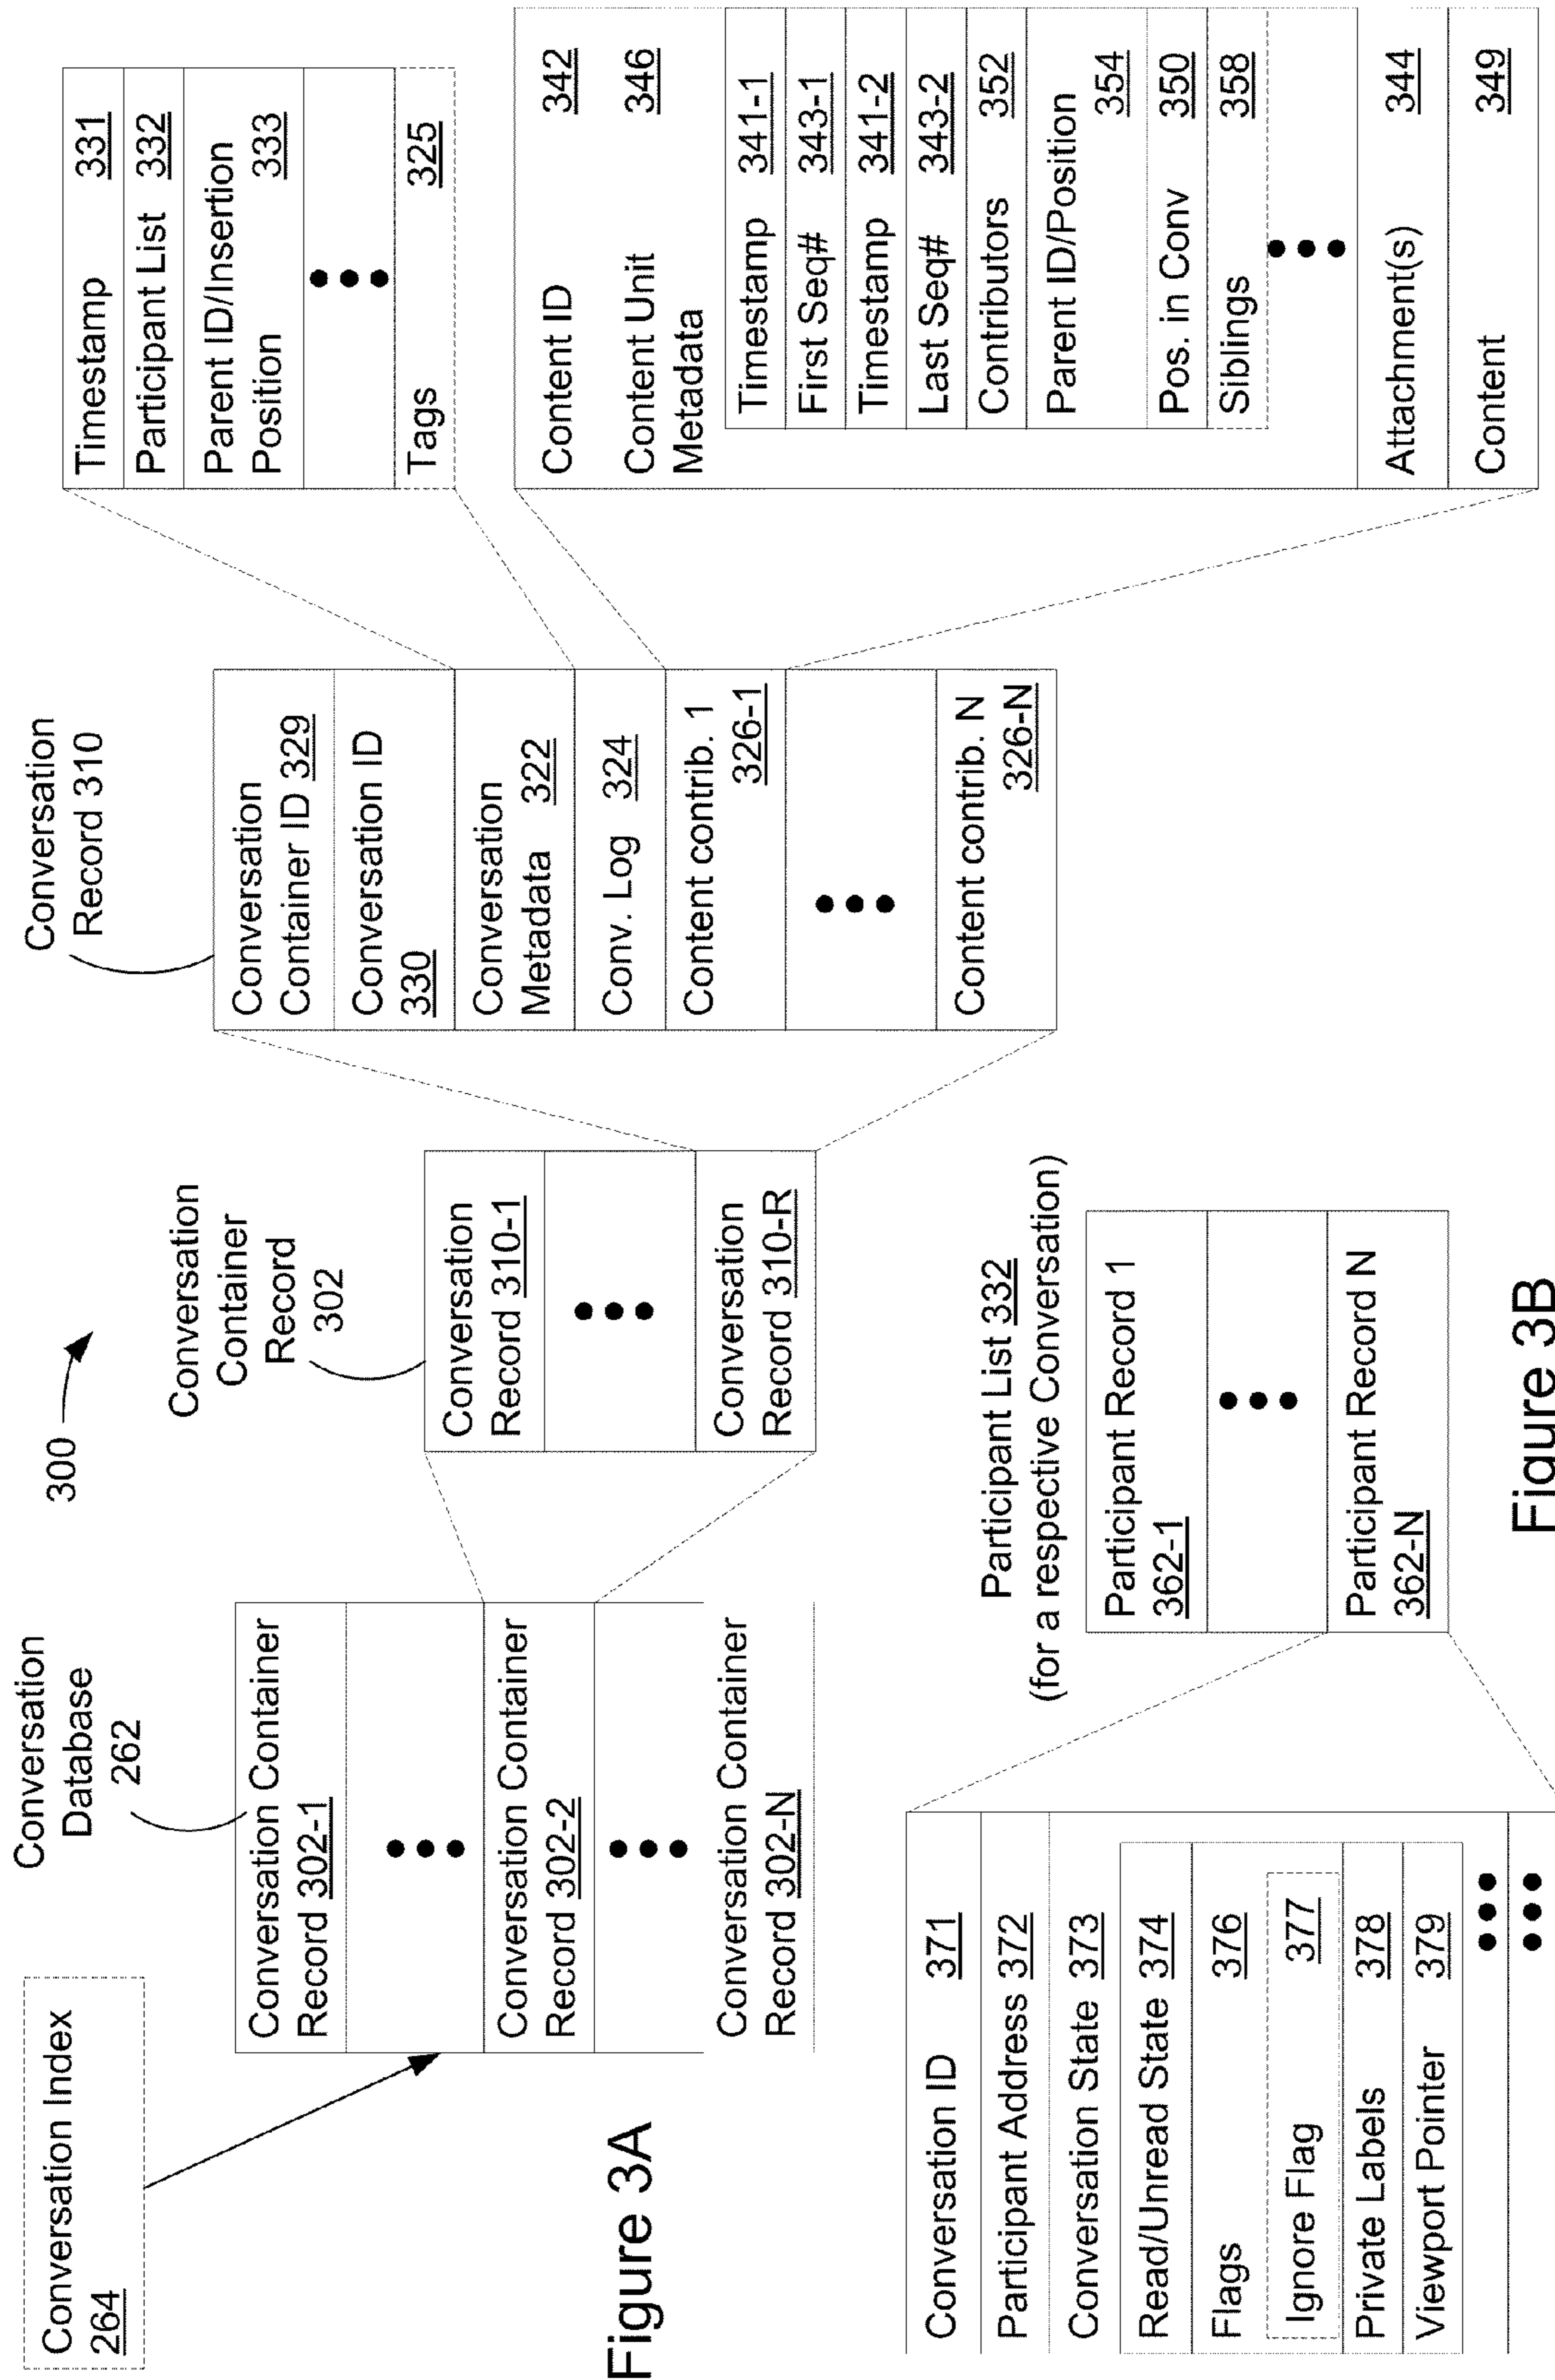 300
Conversation Index
264
Conversation
Database
262
Conversation Container
Record 302-1
Conversation Container
Record 302-2
Conversation Container
Record 302-N
Conversation
Container
Record
302
Conversation
Record 310-1
Conversation
Record 310-R
Conversation
Record 310
Conversation
Container ID 329
Conversation ID
330
Conversation
Metadata 322
Conv. Log 324
Content contrib. 1
326-1
Content contrib. N
326-N
Timestamp 331
Participant List 332
Parent ID/Insertion
Position 333
Tags 325
Content ID 342
Content Unit 346
Metadata
Timestamp 341-1
First Seq# 343-1
Timestamp 341-2
Last Seq# 343-2
Contributors 352
Parent ID/Position
354
Pos. in Conv 350
Siblings 358
Attachment(s) 344
Content 349
Figure 3A
Participant List 332
(for a respective Conversation)
Participant Record 1
362-1
Participant Record N
362-N
Conversation ID 371
Participant Address 372
Conversation State 373
Read/Unread State 374
Flags 376
Ignore Flag 377
Private Labels 378
Viewport Pointer 379
Figure 3B